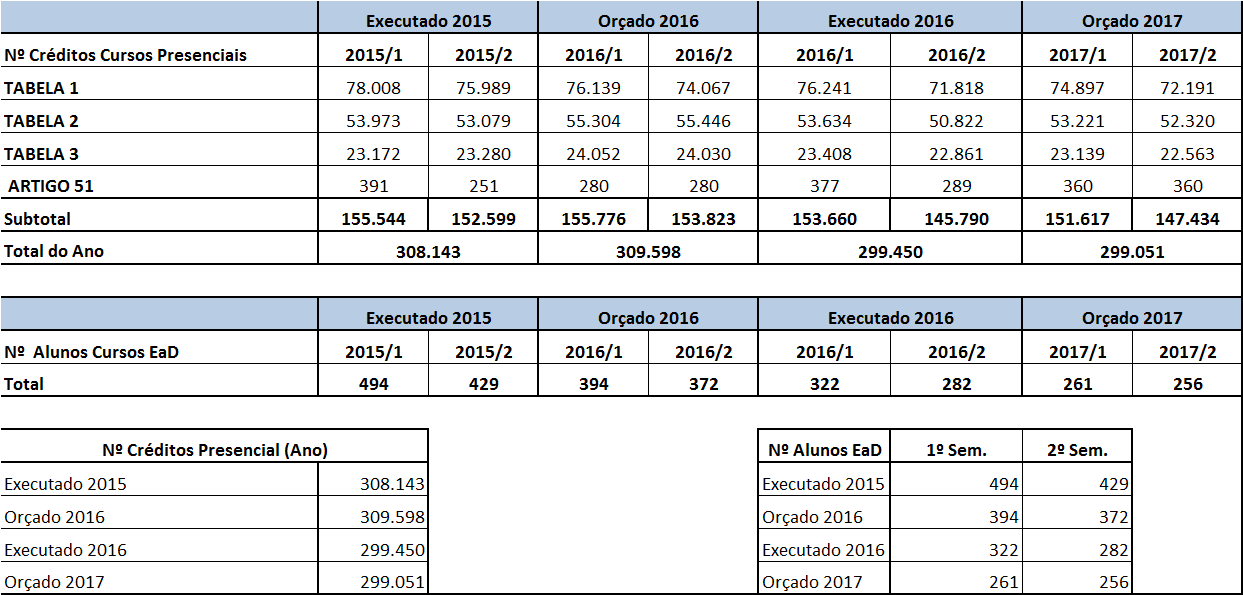 Executado 2015 Orçado 2016 Executado 2016 Orçado 2017
Nº Créditos Cursos Presenciais 2015/1 2015/2 2016/1 2016/2 2016/1 2016/2 2017/1 2017/2
TABELA 1 78.008 75.989 76.139 74.067 76.241 71.818 74.897 72.191
TABELA 2 53.973 53.079 55.304 55.446 53.634 50.822 53.221 52.320
TABELA 3 23.172 23.280 24.052 24.030 23.408 22.861 23.139 22.563
ARTIGO 51 391 251 280 280 377 289 360 360
Subtotal 155.544 152.599 155.776 153.823 153.660 145.790 151.617 147.434
Total do Ano 308.143 309.598 299.450 299.051
Executado 2015 Orçado 2016 Executado 2016 Orçado 2017
Nº Alunos Cursos EaD 2015/1 2015/2 2016/1 2016/2 2016/1 2016/2 2017/1 2017/2
Total 494 429 394 372 322 282 261 256
Nº Créditos Presencial (Ano)
Executado 2015 308.143
Orçado 2016 309.598
Executado 2016 299.450
Orçado 2017 299.051
Nº Alunos EaD 1º Sem. 2º Sem.
Executado 2015 494 429
Orçado 2016 394 372
Executado 2016 322 282
Orçado 2017 261 256